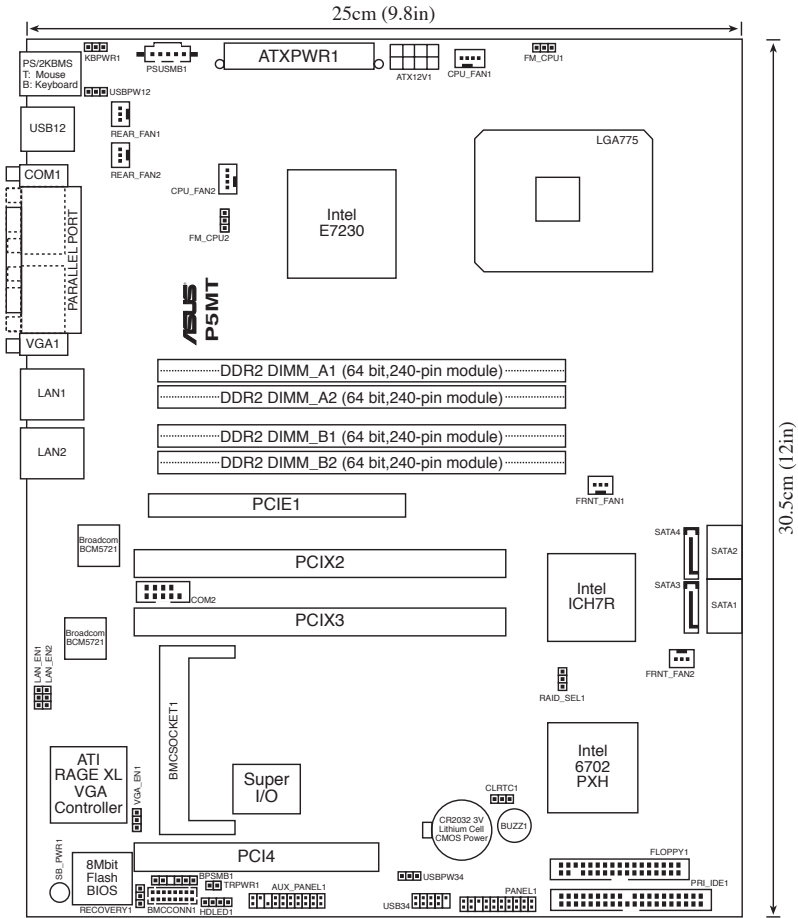 25cm (9.8in)
KBPWR1
PSUSMB1
ATXPWR1
ATX12V1
CPU_FAN1
FM_CPU1
PS/2KBMS
T: Mouse
B: Keyboard
USBPW12
USB12
REAR_FAN1
REAR_FAN2
LGA775
COM1
CPU_FAN2
FM_CPU2
Intel
E7230
PARALLEL PORT
ASUS
P5MT
VGA1
LAN1
LAN2
DDR2 DIMM_A1 (64 bit,240-pin module)
DDR2 DIMM_A2 (64 bit,240-pin module)
DDR2 DIMM_B1 (64 bit,240-pin module)
DDR2 DIMM_B2 (64 bit,240-pin module)
30.5cm (12in)
FRNT_FAN1
PCIE1
Broadcom
BCM5721
PCIX2
COM2
PCIX3
Intel
ICH7R
SATA4
SATA2
SATA3
SATA1
Broadcom
BCM5721
LAN_EN1
LAN_EN2
FRNT_FAN2
RAID_SEL1
BMCSOCKET1
ATI
RAGE XL
VGA
Controller
VGA_EN1
Super
I/O
Intel
6702
PXH
CLRTC1
CR2032 3V
Lithium Cell
CMOS Power
BUZZ1
SB_PWR1
8Mbit
Flash
BIOS
PCI4
FLOPPY1
BPSMB1
TRPWR1
AUX_PANEL1
USBPW34
USB34
PANEL1
PRI_IDE1
RECOVERY1
BMCCONN1
HDLED1